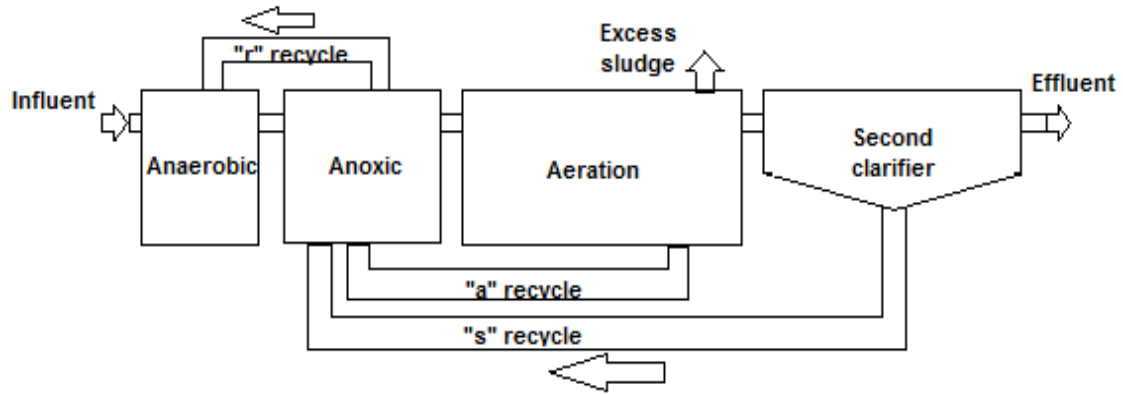 "r" recycle
Excess
sludge
Influent
Effluent
Anaerobic
Anoxic
Aeration
Second
clarifier
"a" recycle
"s" recycle